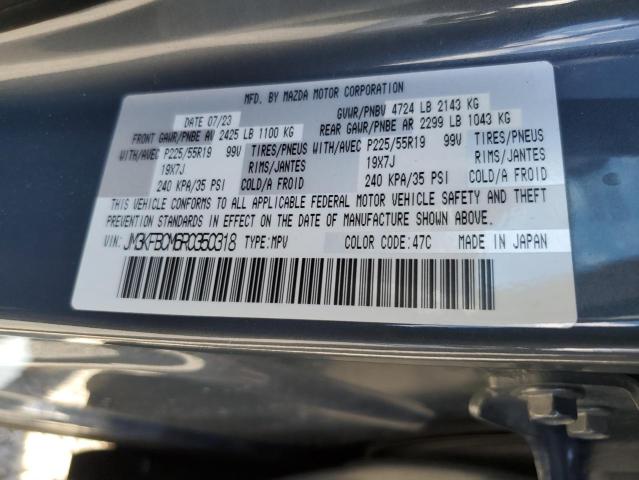 MFD. BY MAZDA MOTOR CORPORATION
DATE 07/23 GVWR/PNBV 4724 LB 2143 KG
FRONT GAWR/PNBE AV 2425 LB 1100 KG REAR GAWR/PNBE AR 2299 LB 1043 KG
WITH/AVEC P225/55R19 99V TIRES/PNEUS WITH/AVEC P225/55R19 99V TIRES/PNEUS
19X7J RIMS/JANTES 19X7J RIMS/JANTES
240 KPA/35 PSI COLD/A FROID 240 KPA/35 PSI COLD/A FROID
THIS VEHICLE CONFORMS TO ALL APPLICABLE FEDERAL MOTOR VEHICLE SAFETY AND THEFT
PREVENTION STANDARDS IN EFFECT ON THE DATE OF MANUFACTURE SHOWN ABOVE.
VIN: JM3KFBCM6R0350318 TYPE:MPV COLOR CODE:47C MADE IN JAPAN